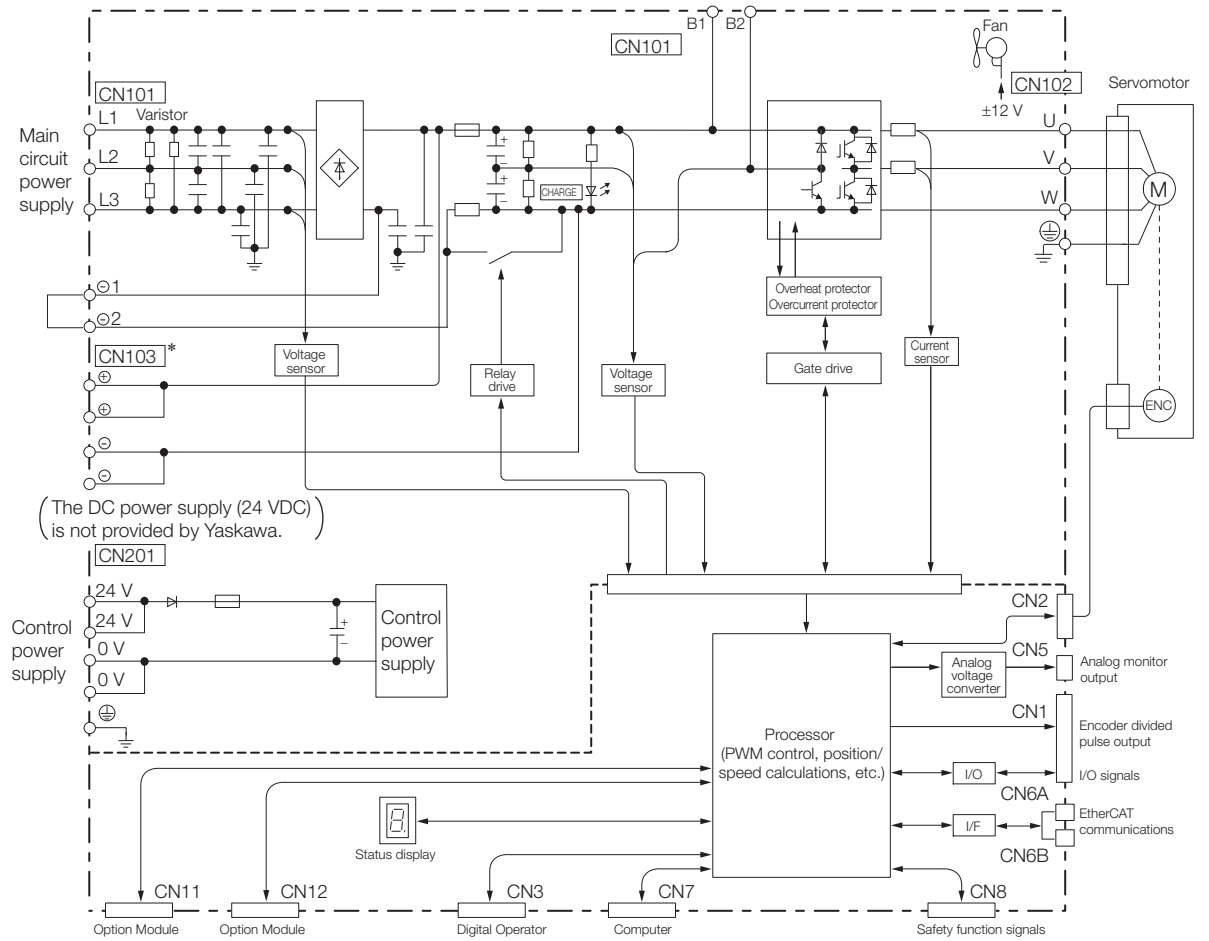 B1
B2
CN101
Fan
CN102
±12 V
Servomotor
CN101
Varistor
Main
circuit
power
supply
L1
L2
L3
+
-
+
-
CHARGE
U
V
W
M
⊖1
⊖2
CN103 *
⊕
⊕
⊖
⊖
Voltage
sensor
Relay
drive
Voltage
sensor
Overheat protector
Overcurrent protector
Gate drive
Current
sensor
ENC
(The DC power supply (24 VDC)
is not provided by Yaskawa.)
CN201
Control
power
supply
24 V
24 V
0 V
0 V
+
-
Control
power
supply
Processor
(PWM control, position/
speed calculations, etc.)
CN2
CN5
Analog
voltage
converter
Analog monitor
output
CN1
Encoder divided
pulse output
I/O
I/O signals
CN6A
I/F
EtherCAT
communications
CN6B
8.
Status display
CN11
Option Module
CN12
Option Module
CN3
Digital Operator
CN7
Computer
CN8
Safety function signals